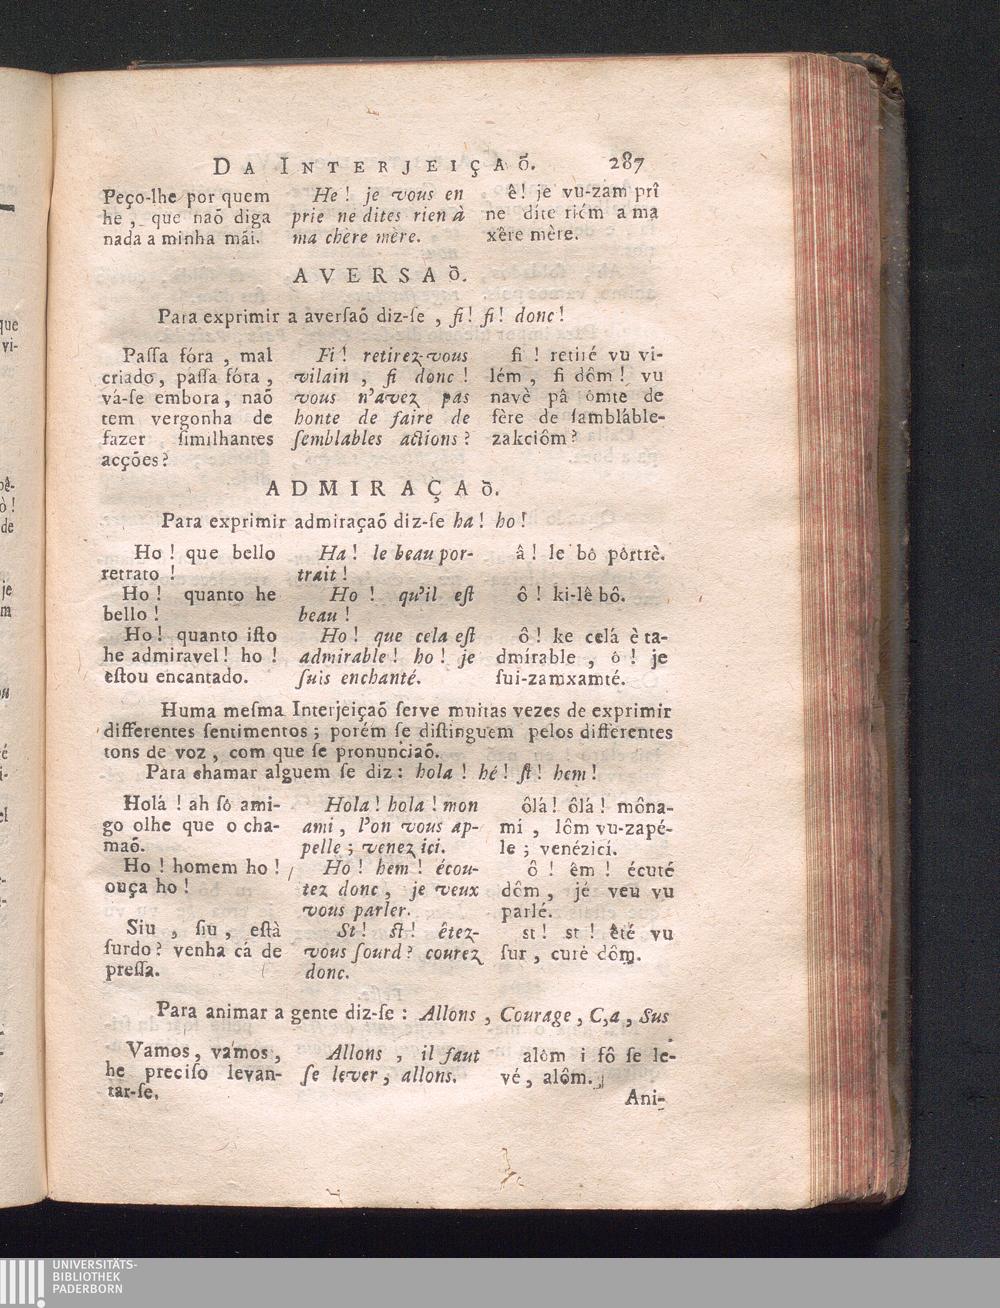 DA INTERJEIÇAÕ. 287
Peço-lhe por quem
he , que naõ diga
nada a minha mãi.
He ! je vous en
prie ne dites rien à
ma chère mère.
ê! je vu-zám prî
ne díte riém a ma
xêre mère.
AVERSAÕ.
Para exprimir a aversaõ diz-ſe , fi! fi! donc!
Paſſa fóra , mal
criado, paſſa fóra ,
vá-ſe embora, naõ
tem vergonha de
fazer ſimilhantes
acções?
Fi ! retirez-vous
vilain , fi donc !
vous n'avez pas
honte de faire de
ſemblables actions ?
fi ! retiré vu vi-
lém , fi dôm ! vu
navè pâ ômte de
fère de ſambláble-
zakciôm ?
ADMIRAÇAÕ.
Para exprimir admiraçaõ diz-ſe ha! ho!
Ho ! que bello
retrato !
Ho ! quanto he
bello !
Ho! quanto iſto
he admiravel! ho !
eſtou encantado.
Ha ! le beau por-
trait !
Ho ! qu'il eſt
beau !
Ho! que cela eſt
admirable! ho! je
ſuis enchanté.
â ! le bô pôrtrè.
ô ! ki-lê bô.
ô ! ke celá è ta-
dmírable , ô ! je
ſui-zamxamté.
Huma meſma Interjeiçaõ ſerve muitas vezes de exprimir
differentes ſentimentos ; porém ſe diſtinguem pelos differentes
tons de voz , com que ſe pronunciaõ.
Para chamar alguem ſe diz : hola ! hé! ſt! hem!
Holá ! ah ſô ami-
go olhe que o cha-
maõ.
Ho ! homem ho !
ouça ho !
Siu , ſiu , eſtà
ſurdo? venha cá de
preſſa.
Hola! hola! mon
ami , l'on vous ap-
pelle ; venez ici.
Ho ! hem ! écou-
tez donc , je veux
vous parler.
St! ſt! êtez-
vous ſourd? courez
donc.
ôlá! ôlá! môna-
mi , lôm vu-zapé-
le ; venézicí.
ô ! êm ! écuté
dôm , jé veu vu
parlé.
st! st! êté vu
ſur , curè dôm.
Para animar a gente diz-ſe : Allons , Courage , C,a , Sus
Vamos, vamos,
he preciſo levan-
tar-ſe,
Allons , il faut
ſe lever, allons.
alôm i fô ſe le-
vé, alôm.
Ani-
UNIVERSITÄTS-
BIBLIOTHEK
PADERBORN